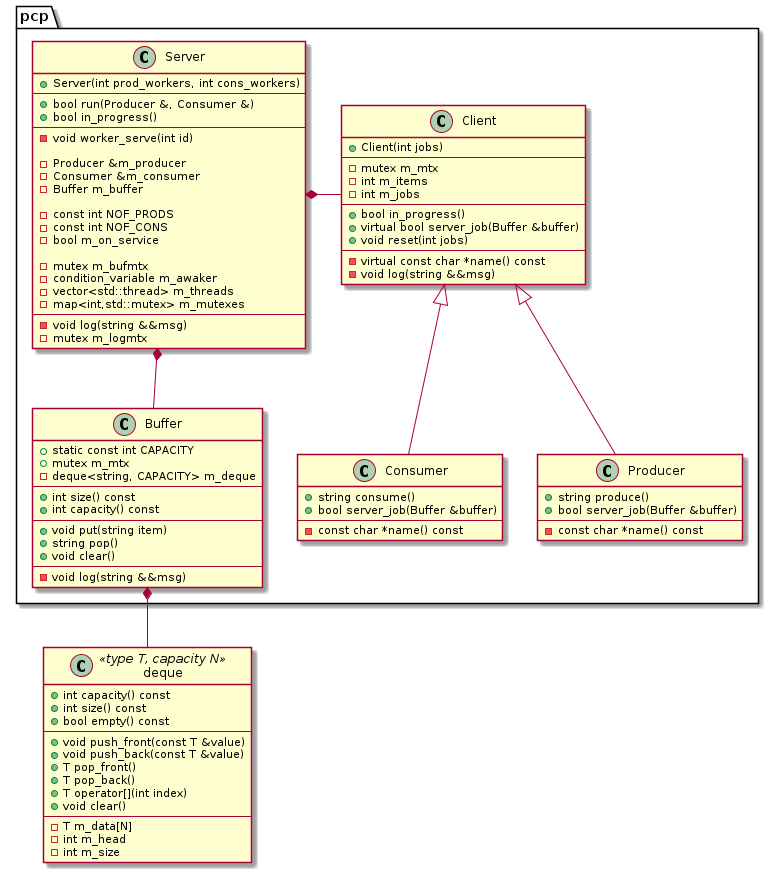 pcp
C Server
Server(int prod_workers, int cons_workers)
bool run(Producer &, Consumer &)
bool in_progress()
void worker_serve(int id)
Producer &m_producer
Consumer &m_consumer
Buffer m_buffer
const int NOF_PRODS
const int NOF_CONS
bool m_on_service
mutex m_bufmtx
condition_variable m_awaker
vector<std::thread> m_threads
map<int,std::mutex> m_mutexes
void log(string &&msg)
mutex m_logmtx
C Client
Client(int jobs)
mutex m_mtx
int m_items
int m_jobs
bool in_progress()
virtual bool server_job(Buffer &buffer)
void reset(int jobs)
virtual const char *name() const
void log(string &&msg)
C Buffer
static const int CAPACITY
mutex m_mtx
deque<string, CAPACITY> m_deque
int size() const
int capacity() const
void put(string item)
string pop()
void clear()
void log(string &&msg)
C Consumer
string consume()
bool server_job(Buffer &buffer)
const char *name() const
C Producer
string produce()
bool server_job(Buffer &buffer)
const char *name() const
C «type T, capacity N»
deque
int capacity() const
int size() const
bool empty() const
void push_front(const T &value)
void push_back(const T &value)
T pop_front()
T pop_back()
T operator[](int index)
void clear()
T m_data[N]
int m_head
int m_size